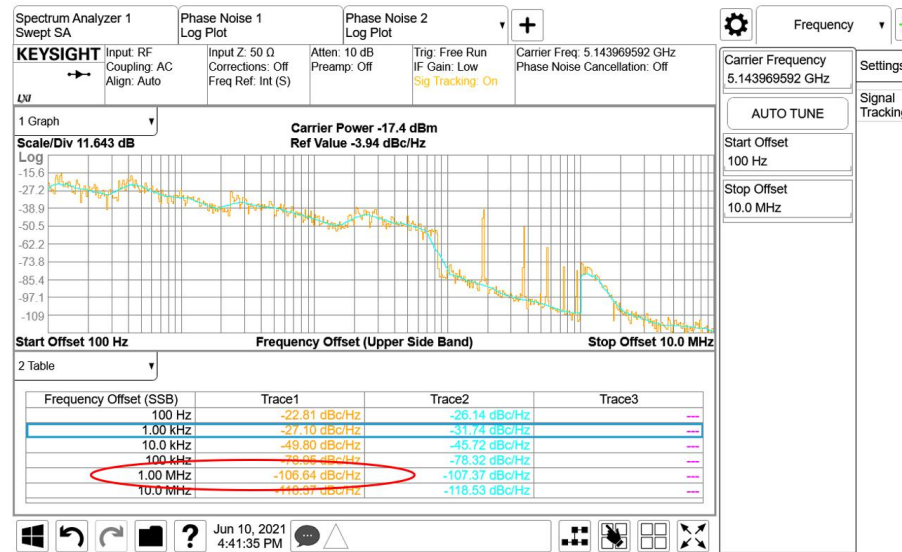 Spectrum Analyzer 1
Swept SA
Phase Noise 1
Log Plot
Phase Noise 2
Log Plot
Frequency
KEYSIGHT
LXI
Input: RF
Coupling: AC
Align: Auto
Input Z: 50 Ω
Corrections: Off
Freq Ref: Int (S)
Atten: 10 dB
Preamp: Off
Trig: Free Run
IF Gain: Low
Sig Tracking: On
Carrier Freq: 5.143969592 GHz
Phase Noise Cancellation: Off
Carrier Frequency
5.143969592 GHz
AUTO TUNE
Start Offset
100 Hz
Stop Offset
10.0 MHz
Settings
Signal
Tracking
1 Graph
Scale/Div 11.643 dB
Carrier Power -17.4 dBm
Ref Value -3.94 dBc/Hz
Log
-15.6
-27.2
-38.9
-50.5
-62.2
-73.8
-85.4
-97.1
-109
Start Offset 100 Hz Frequency Offset (Upper Side Band) Stop Offset 10.0 MHz
2 Table
Frequency Offset (SSB) Trace1 Trace2 Trace3
100 Hz -22.81 dBc/Hz -26.14 dBc/Hz ---
1.00 kHz -27.10 dBc/Hz -31.74 dBc/Hz ---
10.0 kHz -49.80 dBc/Hz -45.72 dBc/Hz ---
100 kHz -78.32 dBc/Hz ---
1.00 MHz -106.64 dBc/Hz -107.37 dBc/Hz ---
10.0 MHz -118.53 dBc/Hz ---
Jun 10, 2021
4:41:35 PM